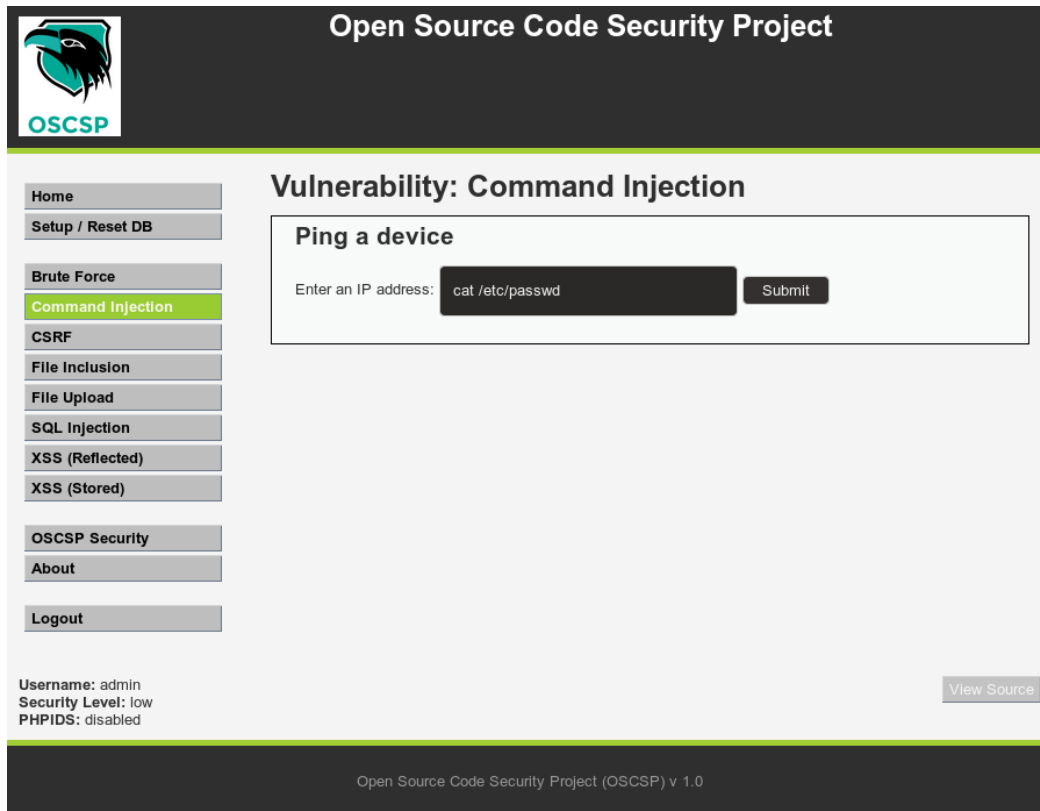 Open Source Code Security Project
OSCSP
Home
Setup / Reset DB
Brute Force
Command Injection
CSRF
File Inclusion
File Upload
SQL Injection
XSS (Reflected)
XSS (Stored)
OSCSP Security
About
Logout
Vulnerability: Command Injection
Ping a device
Enter an IP address: cat /etc/passwd Submit
Username: admin
Security Level: low
PHPIDS: disabled
View Source
Open Source Code Security Project (OSCSP) v 1.0